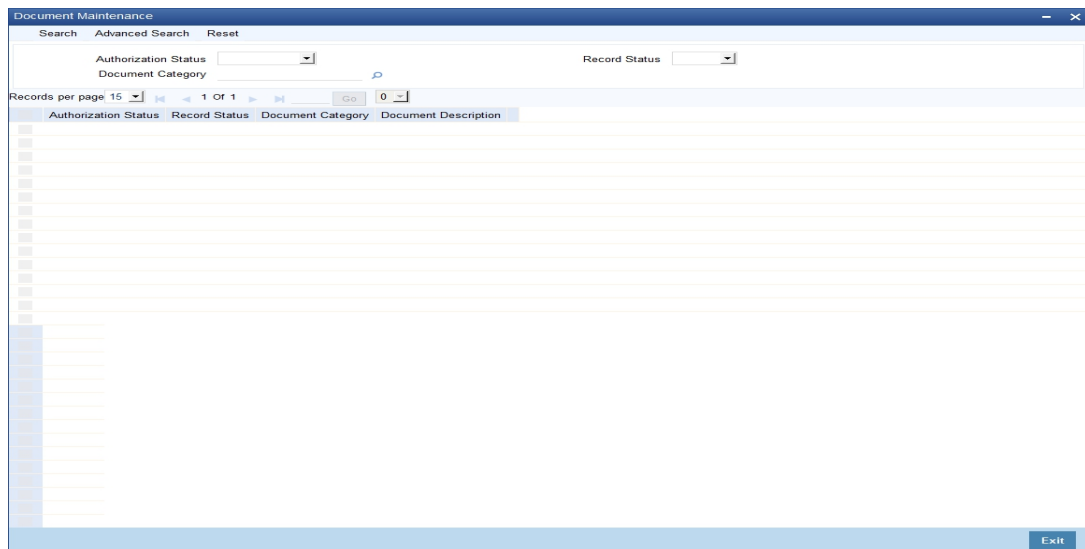 Document Maintenance
Search Advanced Search Reset
Authorization Status Record Status
Document Category
Records per page 15 1 Of 1 Go 0
Authorization Status Record Status Document Category Document Description
Exit